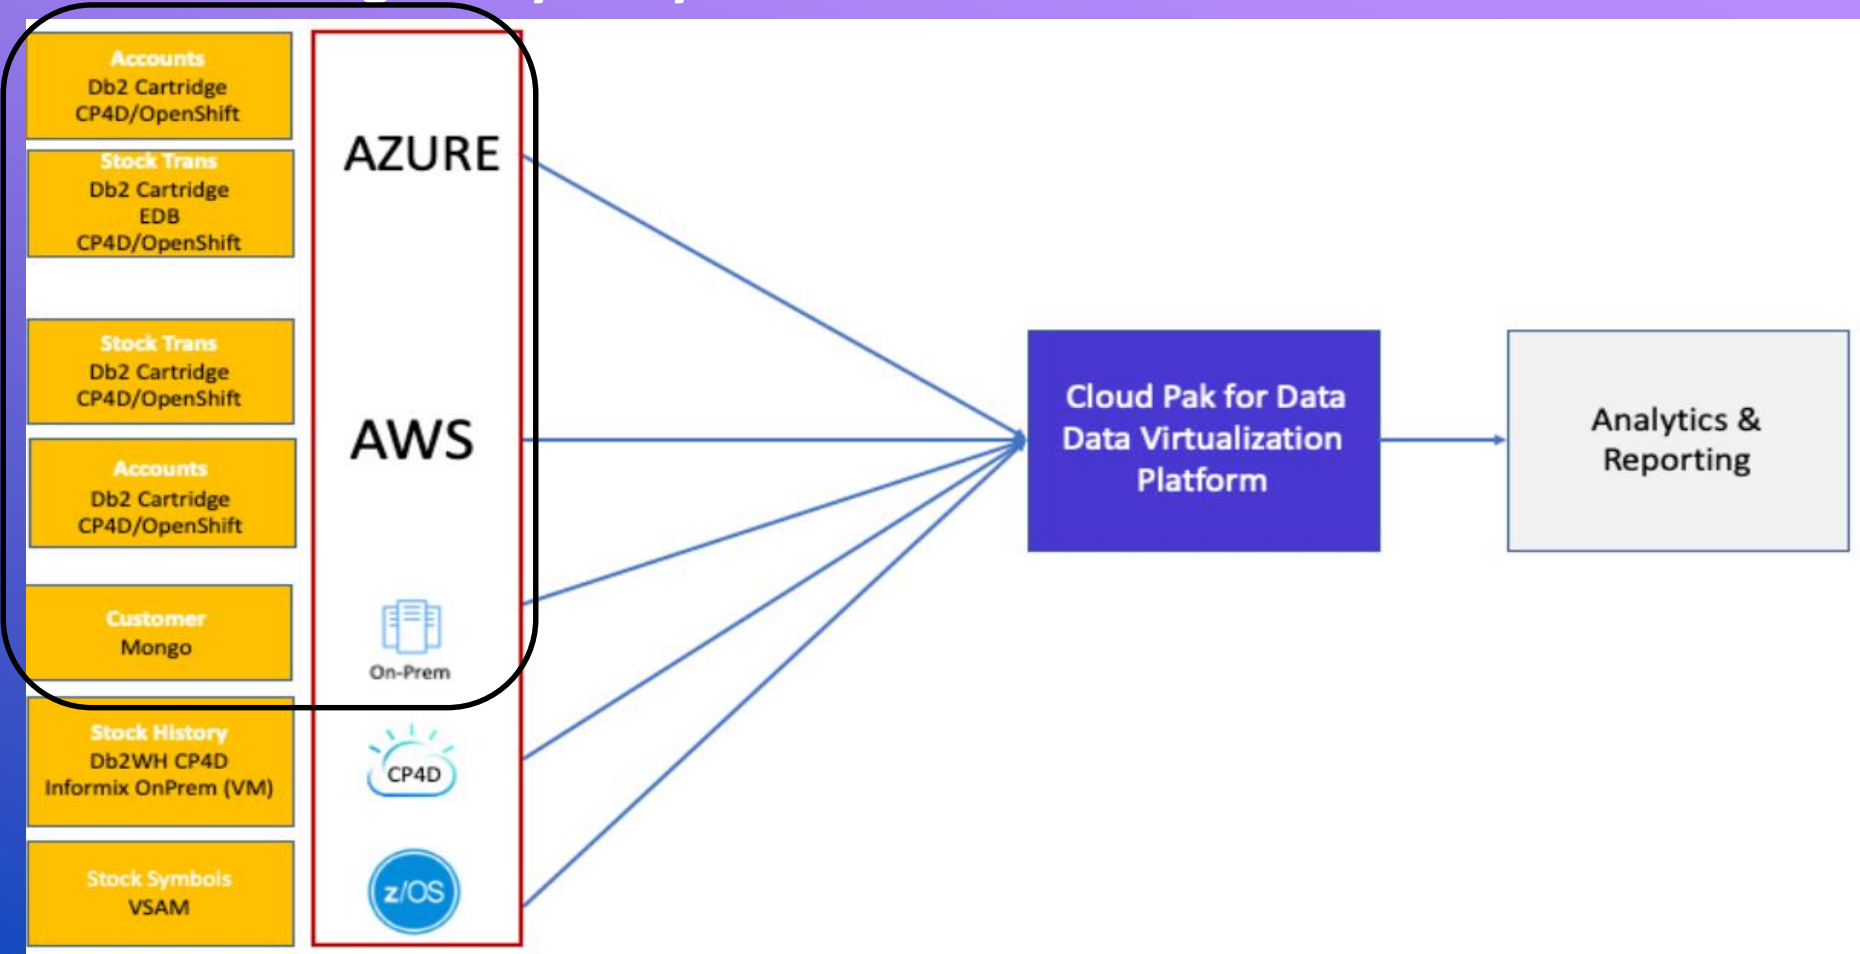 Accounts
Db2 Cartridge
CP4D/OpenShift
Stock Trans
Db2 Cartridge
EDB
CP4D/OpenShift
AZURE
Stock Trans
Db2 Cartridge
CP4D/OpenShift
AWS
Accounts
Db2 Cartridge
CP4D/OpenShift
Customer
Mongo
On-Prem
Stock History
Db2WH CP4D
Informix OnPrem (VM)
CP4D
Stock Symbols
VSAM
z/OS
Cloud Pak for Data
Data Virtualization
Platform
Analytics &
Reporting